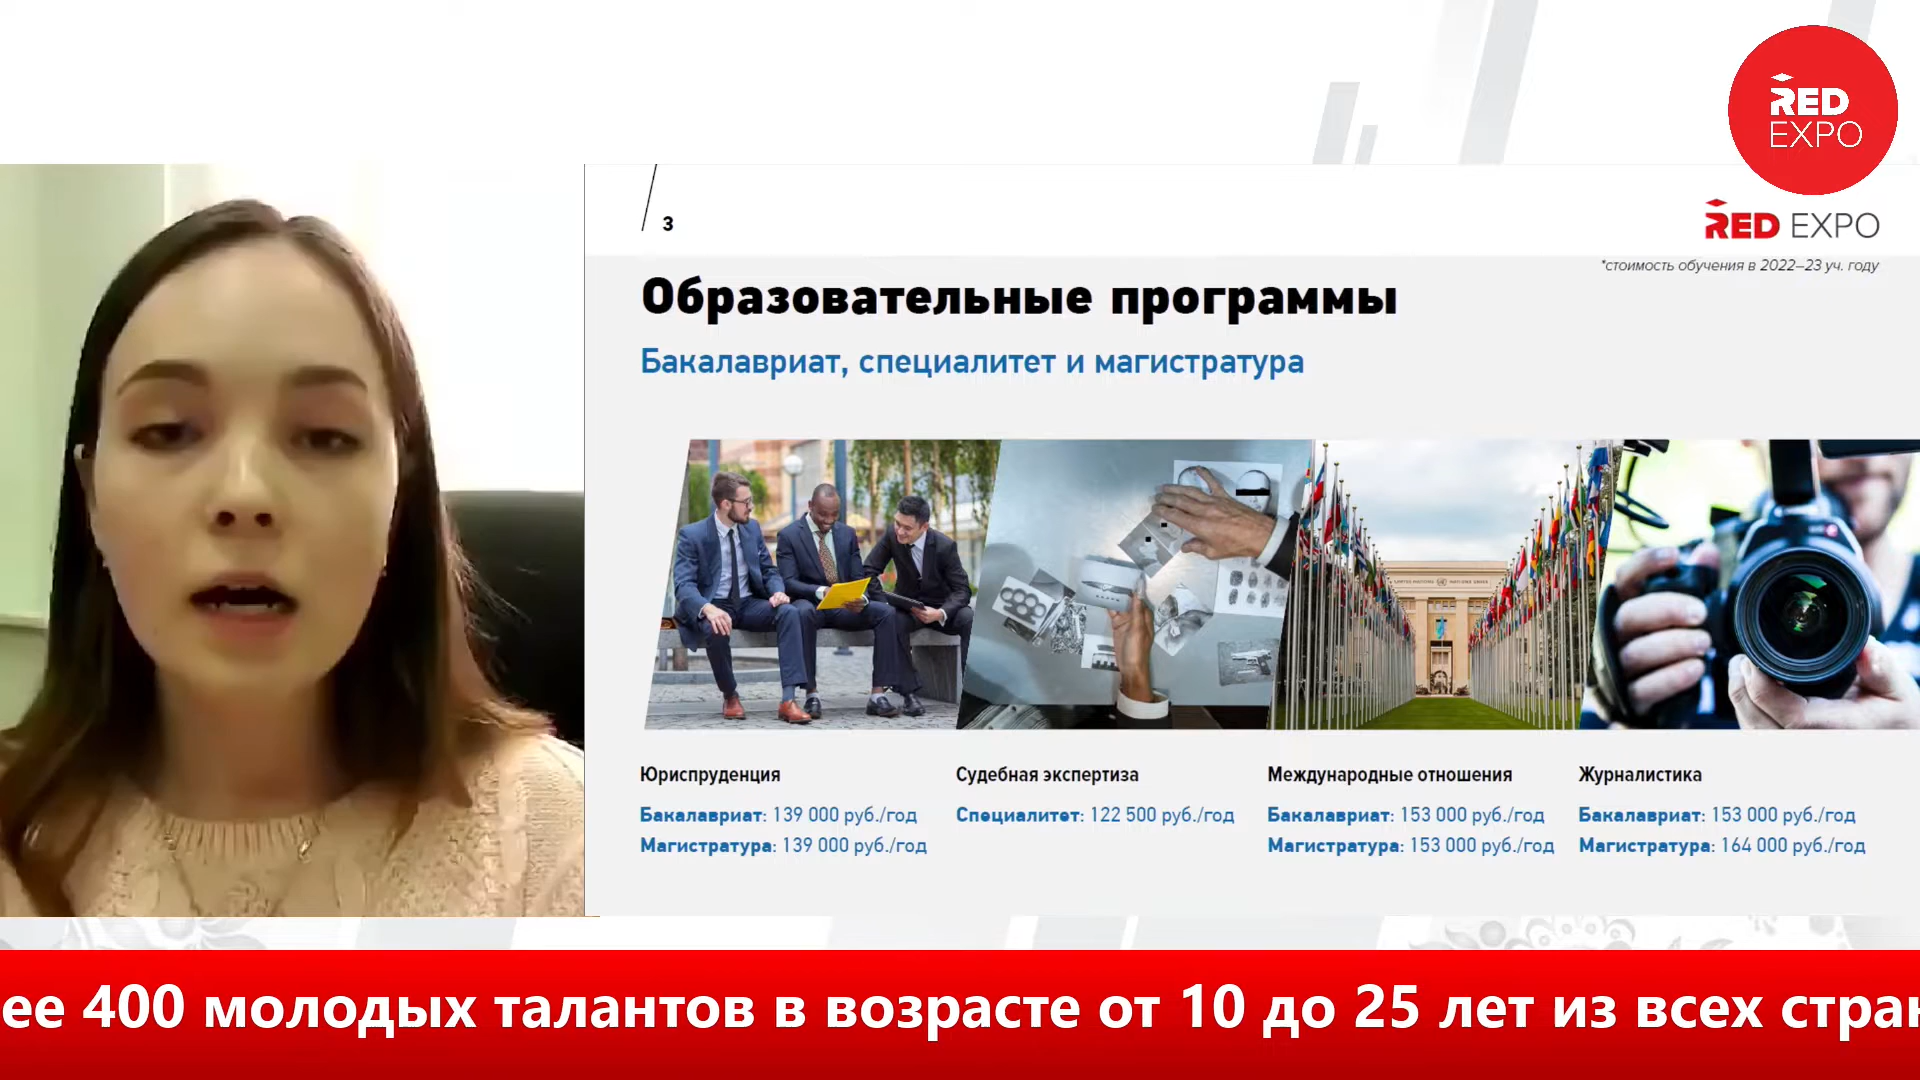 RED
EXPO
3
RED EXPO
*стоимость обучения в 2022–23 уч. году
Образовательные программы
Бакалавриат, специалитет и магистратура
Юриспруденция
Бакалавриат: 139 000 руб./год
Магистратура: 139 000 руб./год
Судебная экспертиза
Специалитет: 122 500 руб./год
Международные отношения
Бакалавриат: 153 000 руб./год
Магистратура: 153 000 руб./год
Журналистика
Бакалавриат: 153 000 руб./год
Магистратура: 164 000 руб./год
ее 400 молодых талантов в возрасте от 10 до 25 лет из всех стран